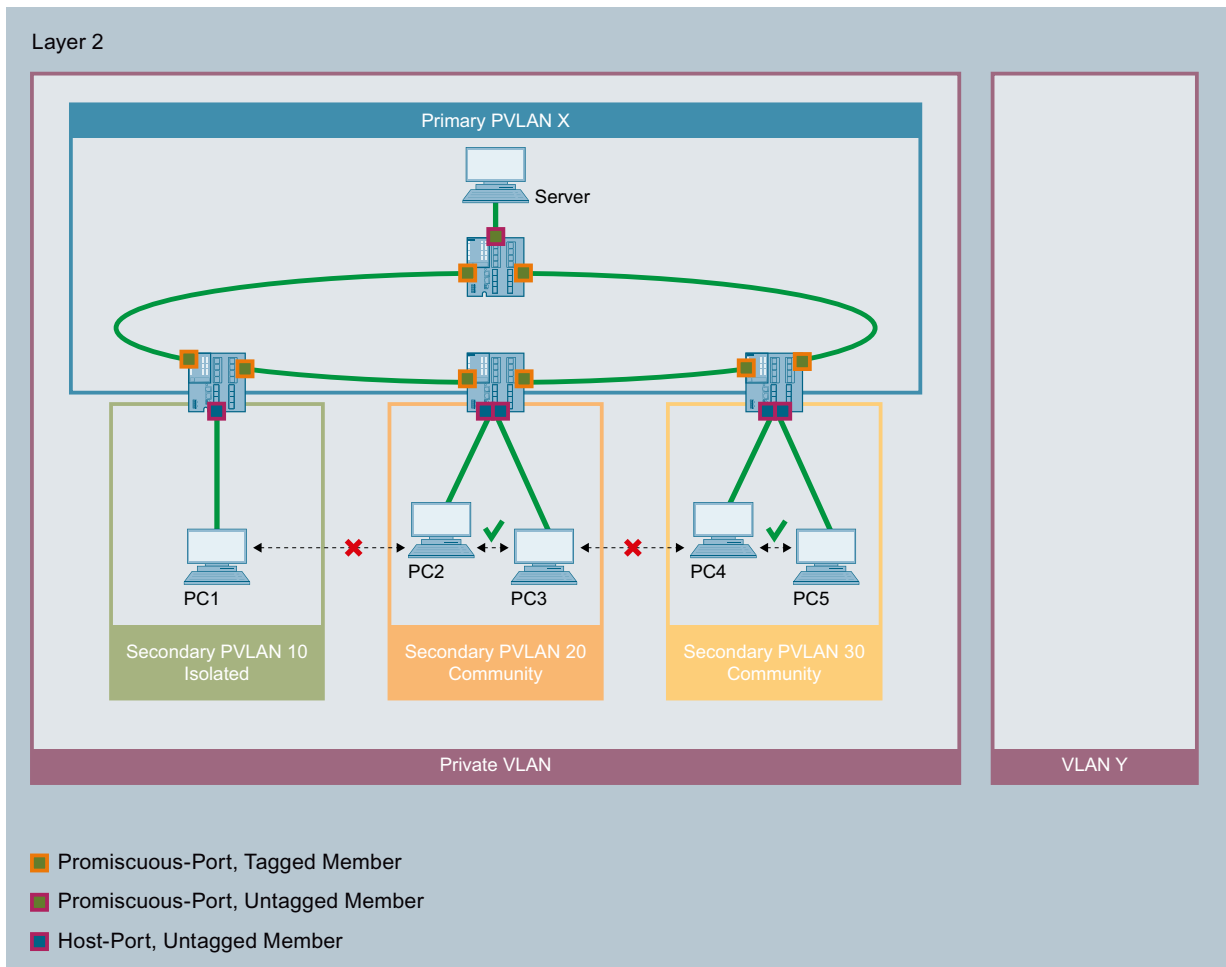 Layer 2
Primary PVLAN X
Server
PC1
PC2
PC3
PC4
PC5
Secondary PVLAN 10
Isolated
Secondary PVLAN 20
Community
Secondary PVLAN 30
Community
Private VLAN
VLAN Y
Promiscuous-Port, Tagged Member
Promiscuous-Port, Untagged Member
Host-Port, Untagged Member